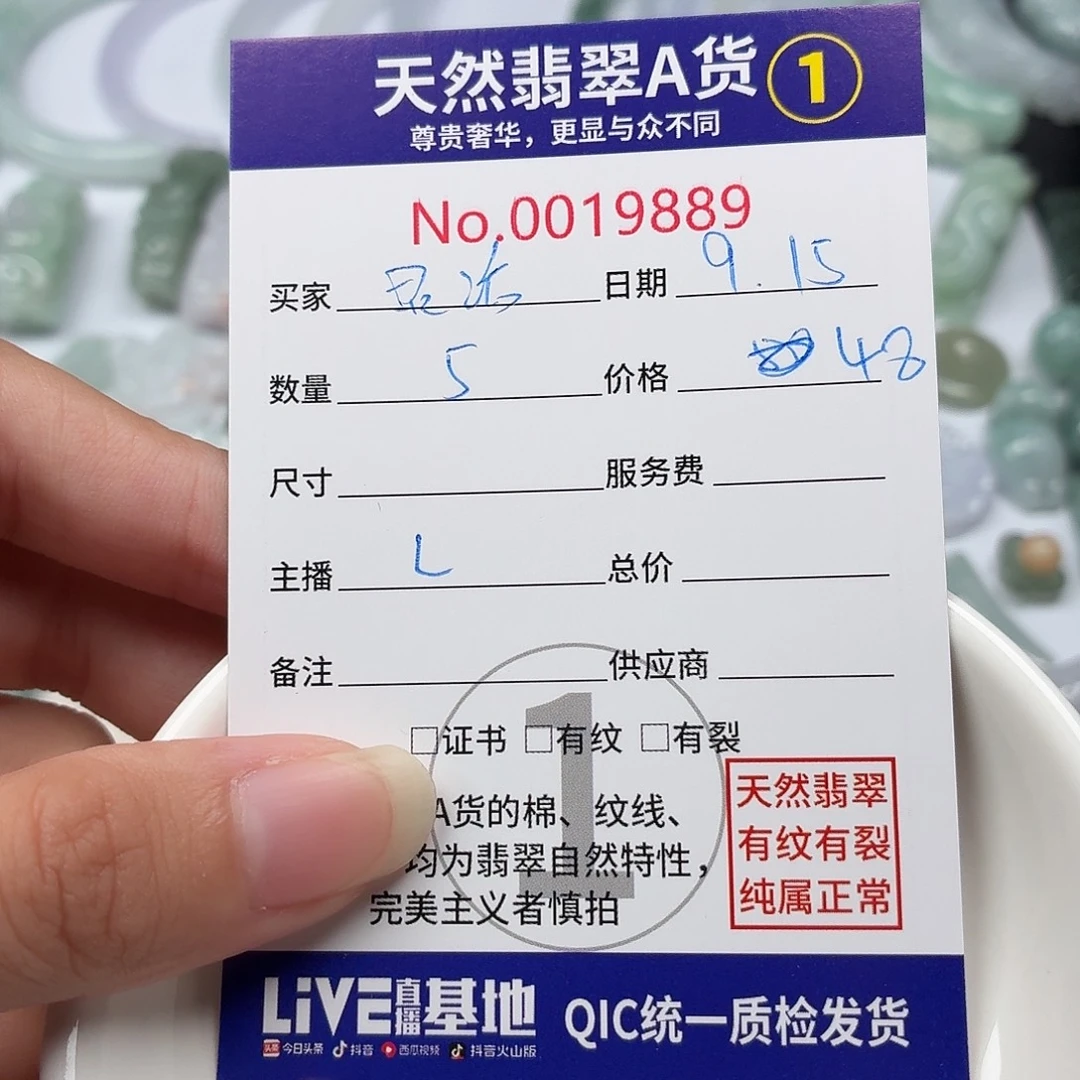 天然翡翠A货 1
尊贵奢华，更显与众不同
No.0019889
买家 日期 9.15
数量 5 价格 48
尺寸 服务费
主播 L 总价
备注 供应商
□证书 □有纹 □有裂
1
A货的棉、纹线、
均为翡翠自然特性，
完美主义者慎拍
天然翡翠
有纹有裂
纯属正常
LiVE直播基地 QIC统一质检发货
头条 今日头条 抖音 西瓜视频 抖音火山版